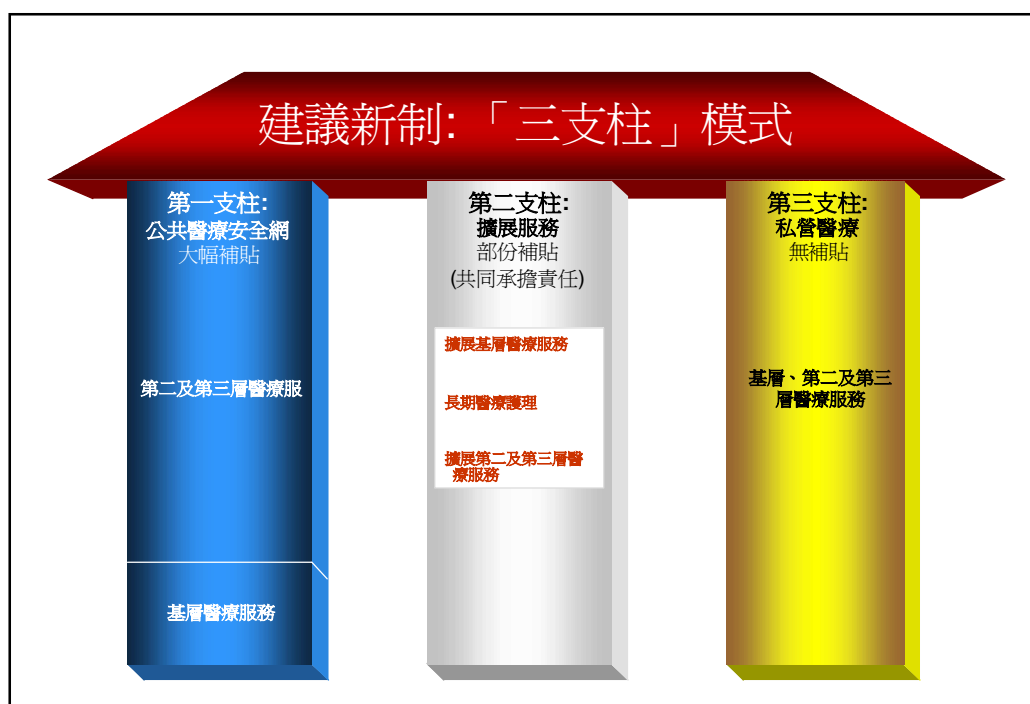 建議新制:「三支柱」模式
第一支柱:
公共醫療安全網
大幅補貼
第二及第三層醫療服
基層醫療服務
第二支柱:
擴展服務
部份補貼
(共同承擔責任)
擴展基層醫療服務
長期醫療護理
擴展第二及第三層醫
療服務
第三支柱:
私營醫療
無補貼
基層、第二及第三
層醫療服務